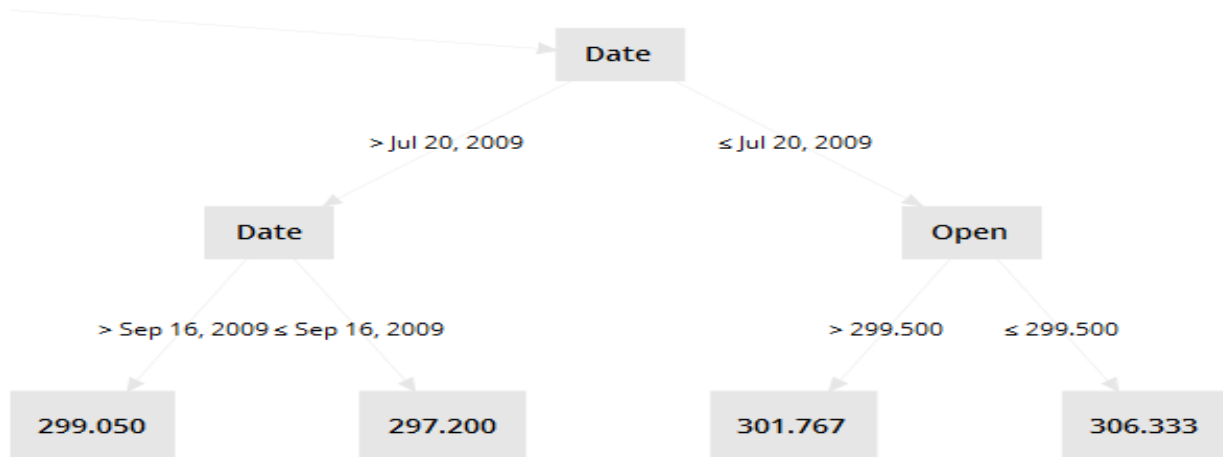 Date
> Jul 20, 2009
≤ Jul 20, 2009
Date
Open
> Sep 16, 2009
≤ Sep 16, 2009
> 299.500
≤ 299.500
299.050
297.200
301.767
306.333